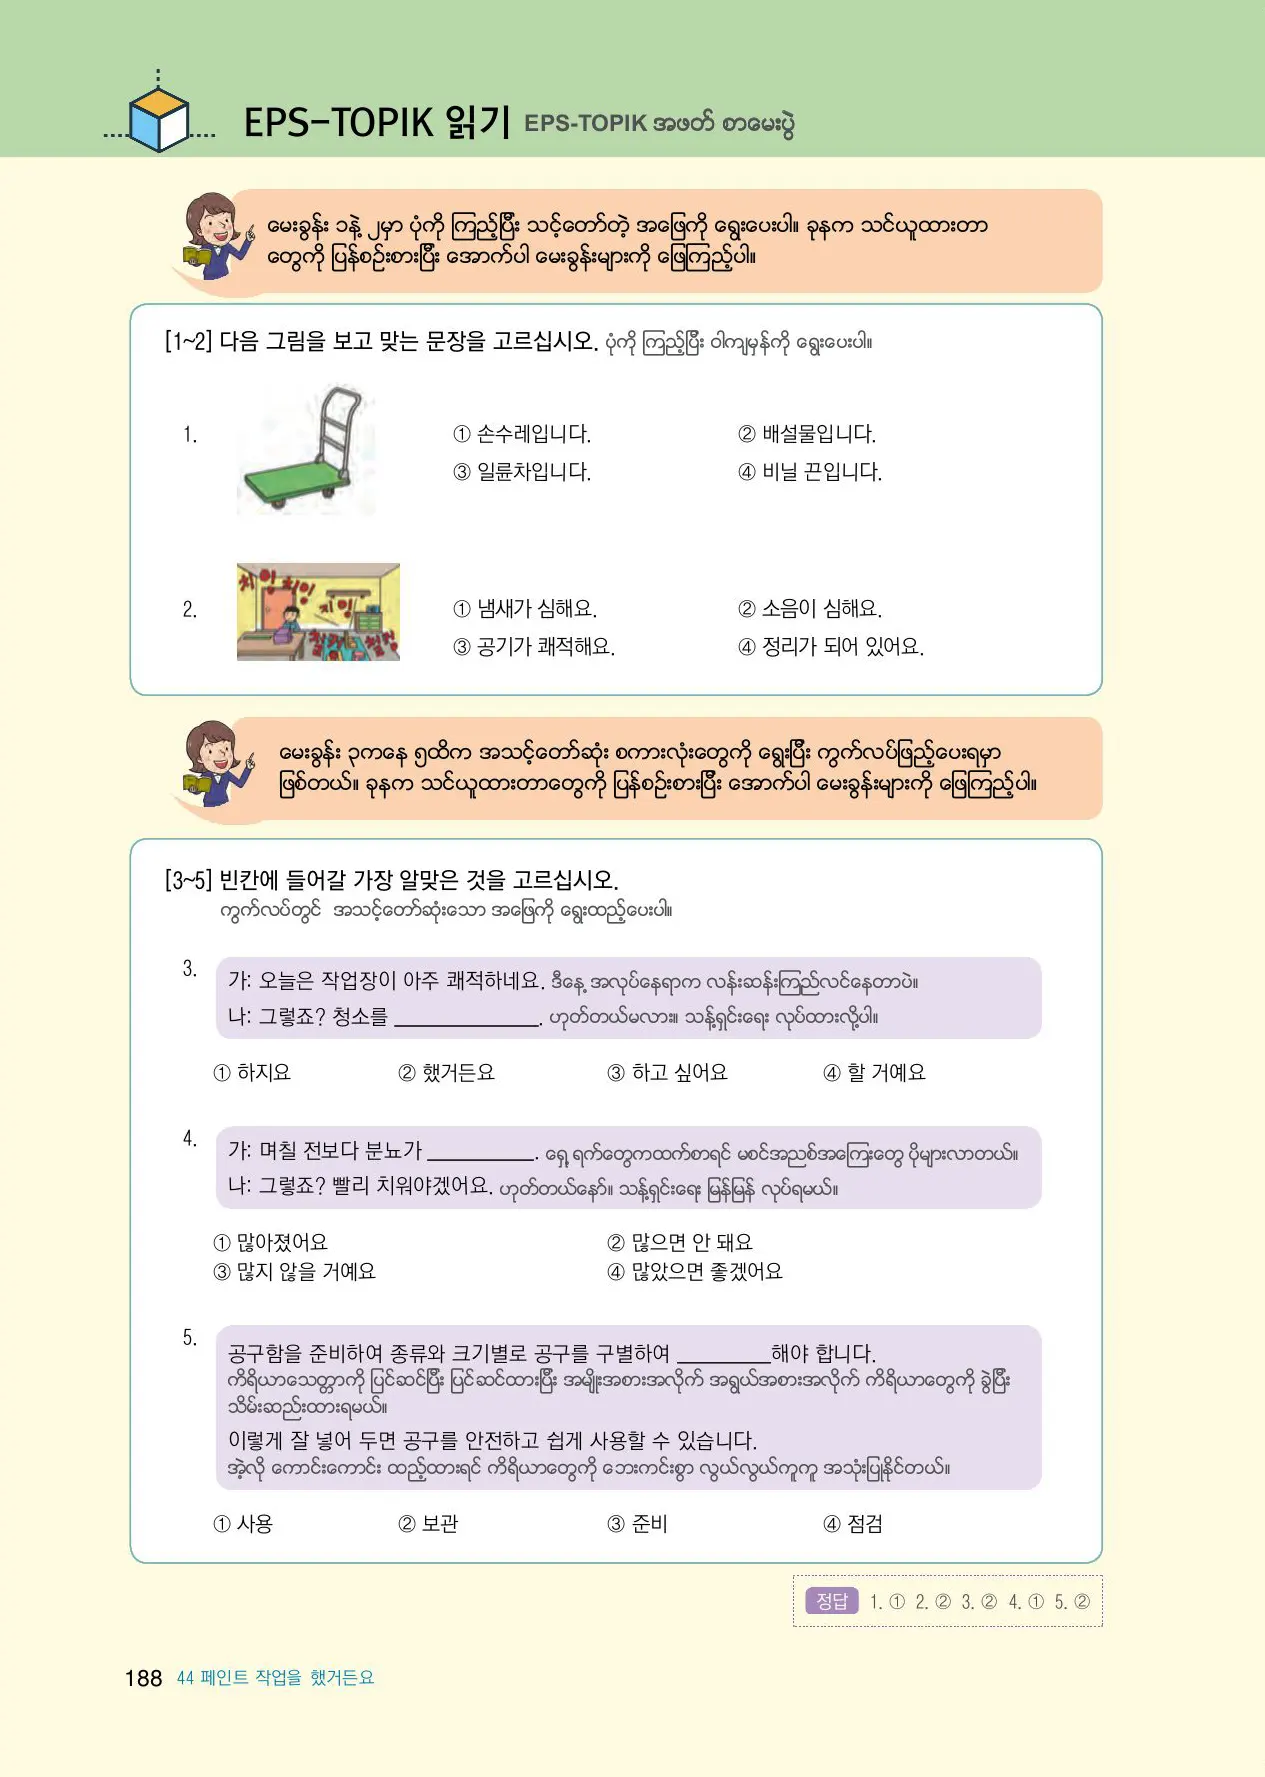 EPS-TOPIK 읽기 EPS-TOPIK အဖတ် စာမေးပွဲ
မေးခွန်း ၁နဲ့ ၂မှာ ပုံကို ကြည့်ပြီး သင့်တော်တဲ့ အဖြေကို ရွေးပေးပါ။ ခုနက သင်ယူထားတာ
တွေကို ပြန်စဉ်းစားပြီး အောက်ပါ မေးခွန်းများကို ဖြေကြည့်ပါ။
[1~2] 다음 그림을 보고 맞는 문장을 고르십시오. ပုံကို ကြည့်ပြီး ဝါကျမှန်ကို ရွေးပေးပါ။
1.
① 손수레입니다. ② 배설물입니다.
③ 일륜차입니다. ④ 비닐 끈입니다.
치잉 치잉
지잉
2.
① 냄새가 심해요. ② 소음이 심해요.
③ 공기가 쾌적해요. ④ 정리가 되어 있어요.
မေးခွန်း ၃ကနေ ၅ထိက အသင့်တော်ဆုံး စကားလုံးတွေကို ရွေးပြီး ကွက်လပ်ဖြည့်ပေးရမှာ
ဖြစ်တယ်။ ခုနက သင်ယူထားတာတွေကို ပြန်စဉ်းစားပြီး အောက်ပါ မေးခွန်းများကို ဖြေကြည့်ပါ။
[3~5] 빈칸에 들어갈 가장 알맞은 것을 고르십시오.
ကွက်လပ်တွင် အသင့်တော်ဆုံးသော အဖြေကို ရွေးထည့်ပေးပါ။
3.
가: 오늘은 작업장이 아주 쾌적하네요. ဒီနေ့ အလုပ်နေရာက လန်းဆန်းကြည်လင်နေတာပဲ။
나: 그렇죠? 청소를 ____________. ဟုတ်တယ်မလား။ သန့်ရှင်းရေး လုပ်ထားလို့ပါ။
① 하지요 ② 했거든요 ③ 하고 싶어요 ④ 할 거예요
4.
가: 며칠 전보다 분뇨가 _________. ရှေ့ ရက်တွေကထက်စာရင် မစင်အညစ်အကြေးတွေ ပိုများလာတယ်။
나: 그렇죠? 빨리 치워야겠어요. ဟုတ်တယ်နော်။ သန့်ရှင်းရေး မြန်မြန် လုပ်ရမယ်။
① 많아졌어요 ② 많으면 안 돼요
③ 많지 않을 거예요 ④ 많았으면 좋겠어요
5.
공구함을 준비하여 종류와 크기별로 공구를 구별하여 ________해야 합니다.
ကိရိယာသေတ္တာကို ပြင်ဆင်ပြီး ပြင်ဆင်ထားပြီး အမျိုးအစားအလိုက် အရွယ်အစားအလိုက် ကိရိယာတွေကို ခွဲပြီး
သိမ်းဆည်းထားရမယ်။
이렇게 잘 넣어 두면 공구를 안전하고 쉽게 사용할 수 있습니다.
အဲ့လို ကောင်းကောင်း ထည့်ထားရင် ကိရိယာတွေကို ဘေးကင်းစွာ လွယ်လွယ်ကူကူ အသုံးပြုနိုင်တယ်။
① 사용 ② 보관 ③ 준비 ④ 점검
정답 1. ① 2. ② 3. ② 4. ① 5. ②
188 44 페인트 작업을 했거든요